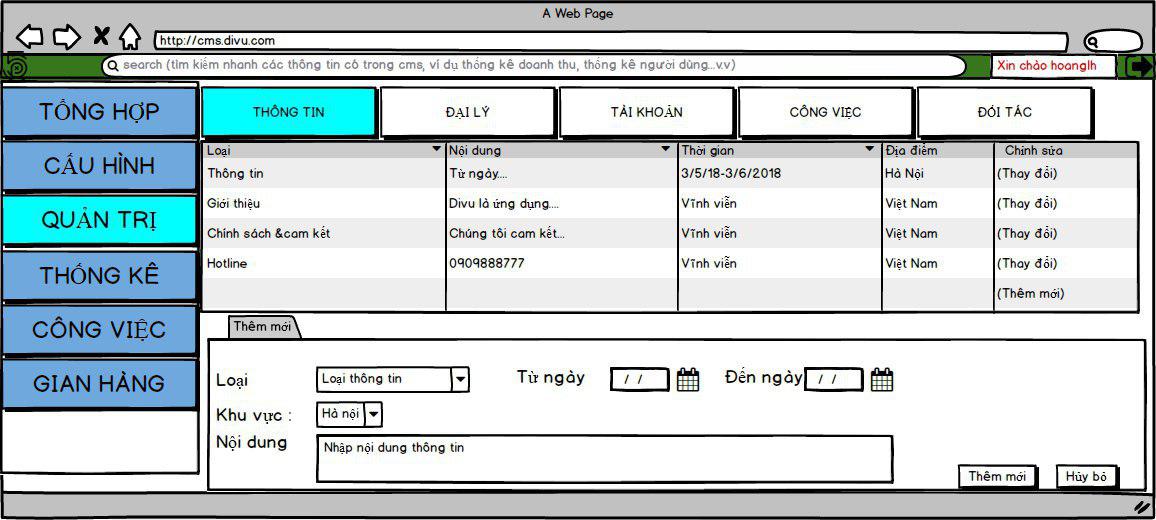 A Web Page
http://cms.divu.com
search (tìm kiếm nhanh các thông tin có trong cms, ví dụ thống kê doanh thu, thống kê người dùng...v.v)
Xin chào hoanglh
TỔNG HỢP
CẤU HÌNH
QUẢN TRỊ
THỐNG KÊ
CÔNG VIỆC
GIAN HÀNG
THÔNG TIN ĐẠI LÝ TÀI KHOẢN CÔNG VIỆC ĐỐI TÁC
Loại Nội dung Thời gian Địa điểm Chỉnh sửa
Thông tin Từ ngày.... 3/5/18-3/6/2018 Hà Nội (Thay đổi)
Giới thiệu Divu là ứng dụng.... Vĩnh viễn Việt Nam (Thay đổi)
Chính sách &cam kết Chúng tôi cam kết... Vĩnh viễn Việt Nam (Thay đổi)
Hotline 0909888777 Vĩnh viễn Việt Nam (Thay đổi)
(Thêm mới)
Thêm mới
Loại Loại thông tin Từ ngày / / Đến ngày / /
Khu vực : Hà nội
Nội dung Nhập nội dung thông tin
Thêm mới Hủy bỏ